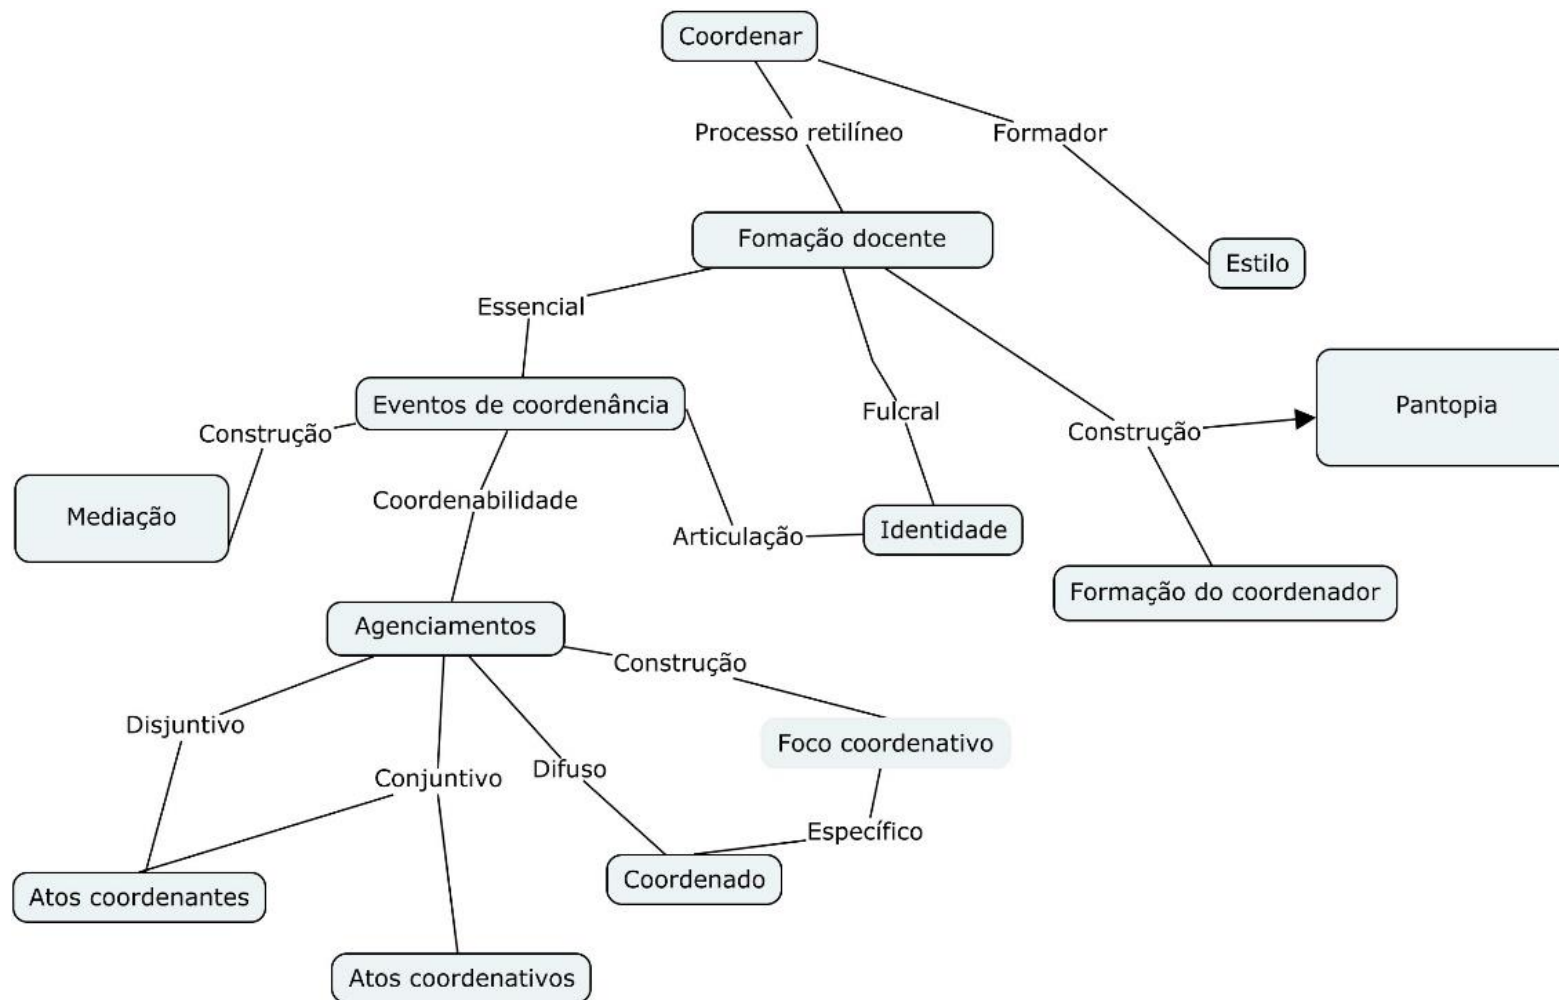 Coordenar
Processo retilíneo
Formador
Fomação docente
Estilo
Essencial
Eventos de coordenância
Fulcral
Pantopia
Construção
Construção
Coordenabilidade
Mediação
Articulação
Identidade
Formação do coordenador
Agenciamentos
Construção
Disjuntivo
Foco coordenativo
Conjuntivo
Difuso
Específico
Coordenado
Atos coordenantes
Atos coordenativos